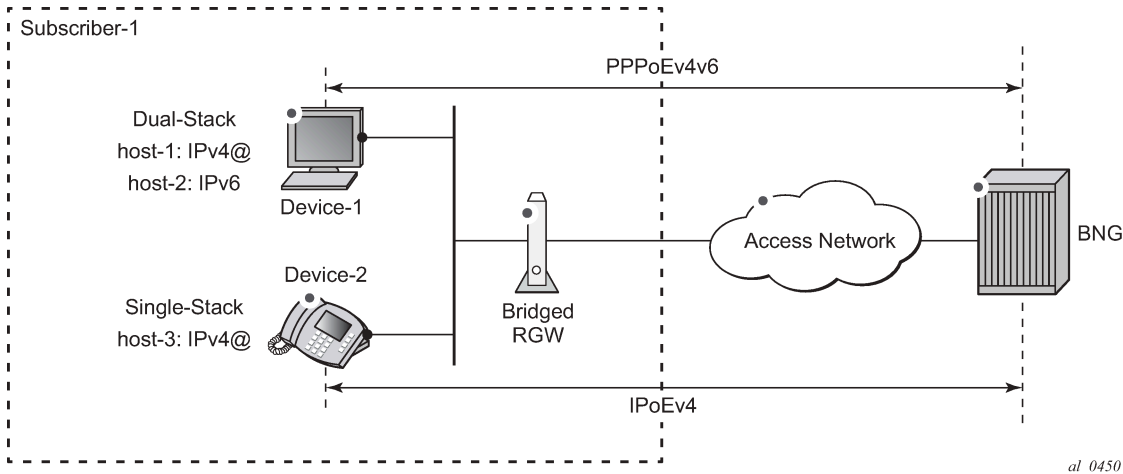 Subscriber-1
PPPoEv4v6
Dual-Stack
host-1: IPv4@
host-2: IPv6
Device-1
Device-2
Single-Stack
host-3: IPv4@
Bridged
RGW
Access Network
BNG
IPoEv4
al_0450